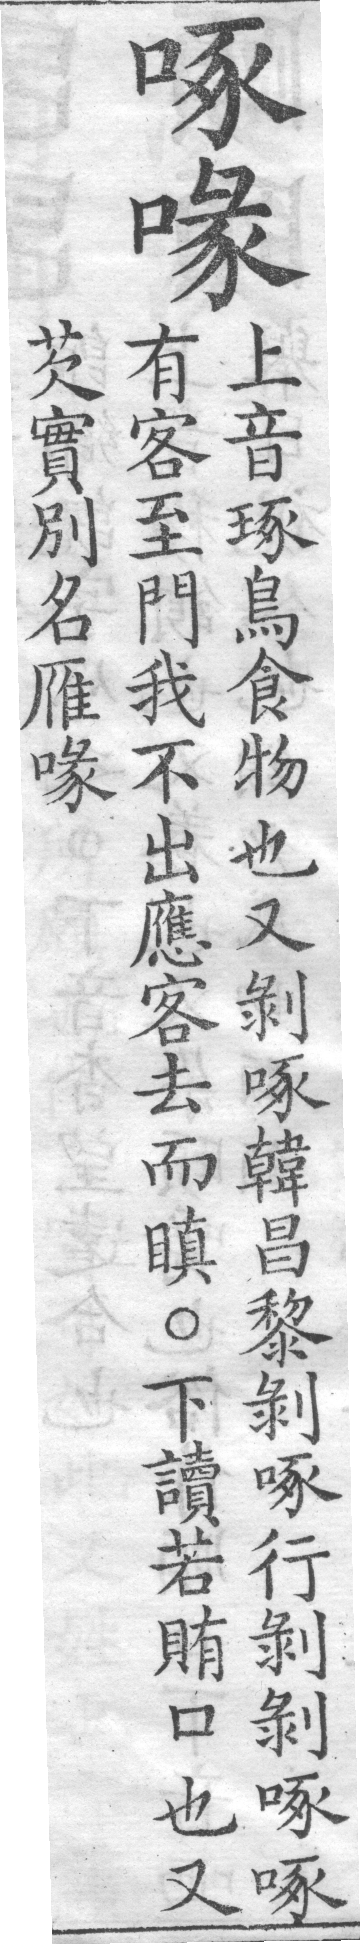 啄喙
上音琢鳥食物也又剝啄韓昌黎剝啄行剝剝啄啄
有客至門我不出應客去而瞋○下讀若賄口也又
芡實別名雁喙